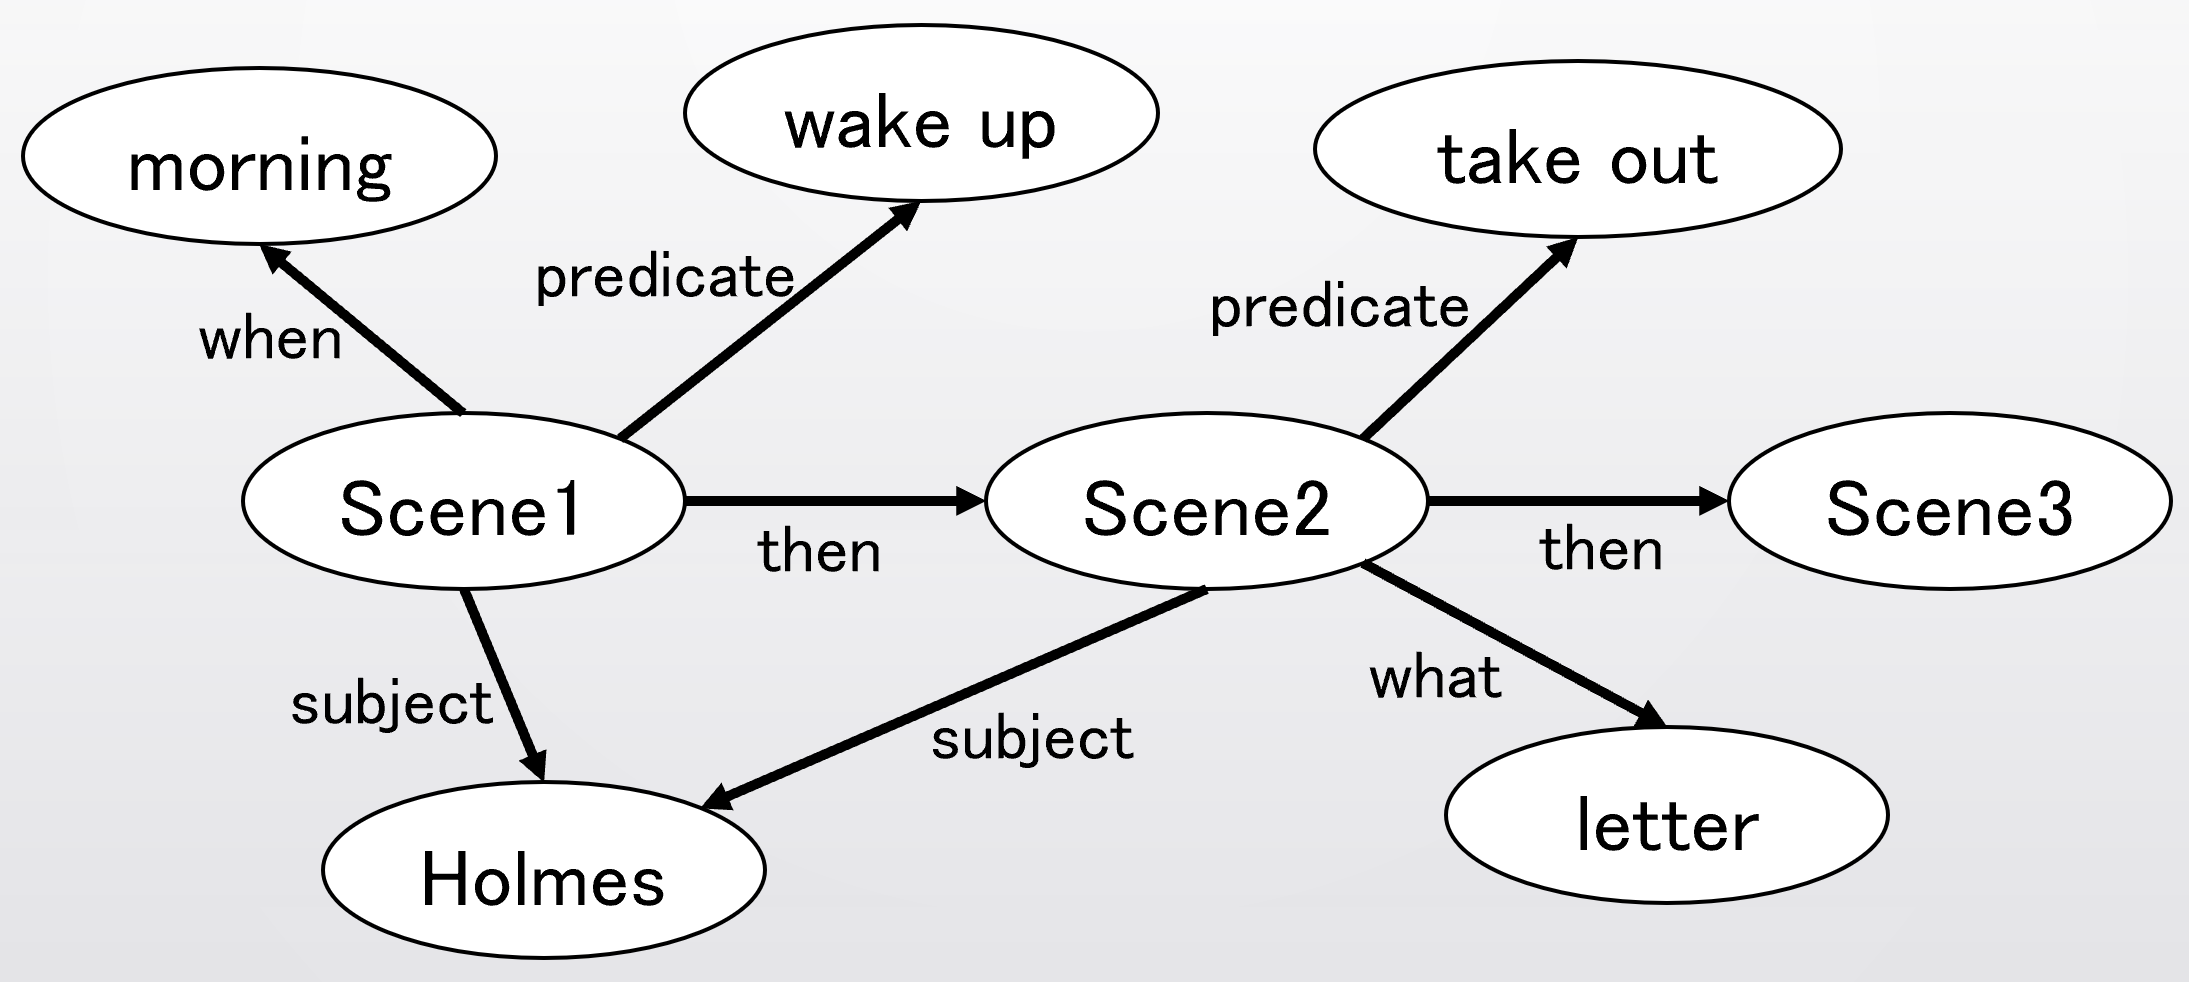 morning
wake up
take out
when
predicate
predicate
Scene1
then
Scene2
then
Scene3
subject
subject
what
Holmes
letter